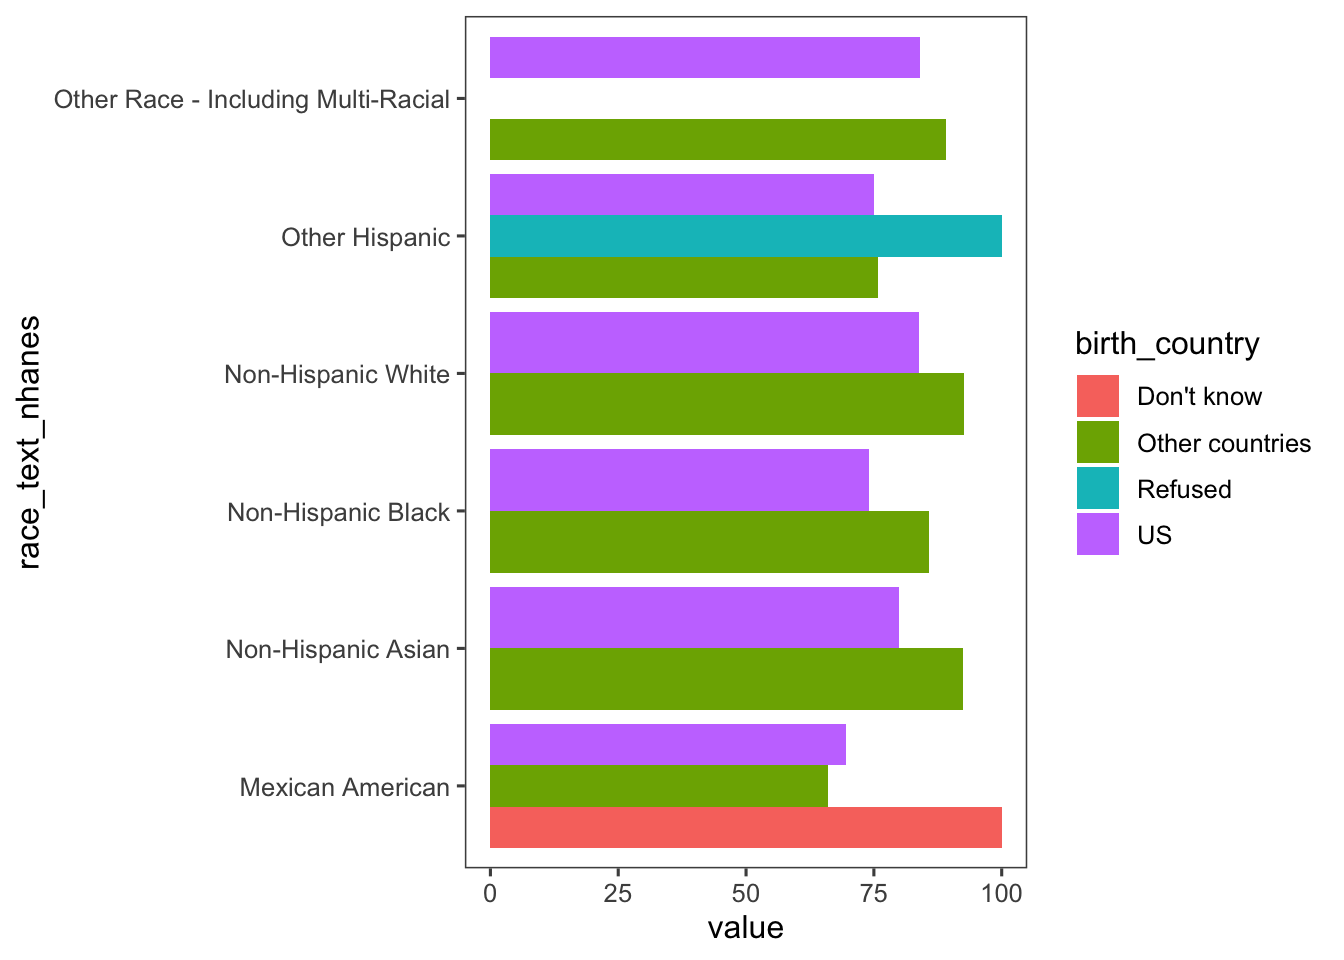 race_text_nhanes
Other Race - Including Multi-Racial
Other Hispanic
Non-Hispanic White
Non-Hispanic Black
Non-Hispanic Asian
Mexican American
0 25 50 75 100
value
birth_country
Don't know
Other countries
Refused
US